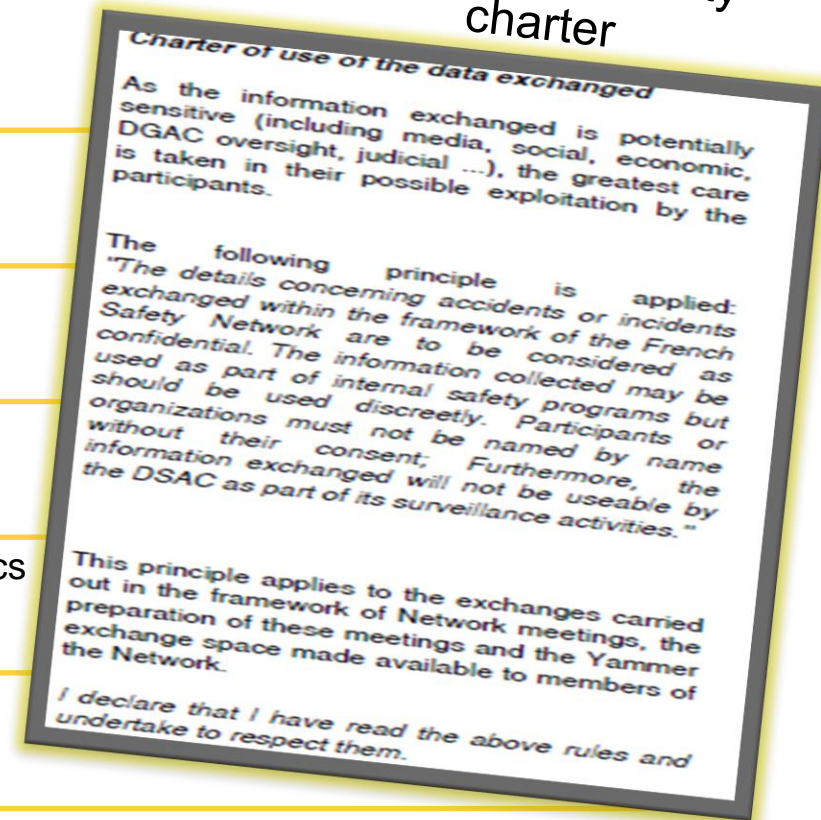 charter
Charter of use of the data exchanged
As the information exchanged is potentially
sensitive (including media, social, economic,
DGAC oversight, judicial ...), the greatest care
is taken in their possible exploitation by the
participants.
The following principle is applied:
"The details concerning accidents or incidents
exchanged within the framework of the French
Safety Network are to be considered as
confidential. The information collected may be
used as part of internal safety programs but
should be used discreetly. Participants or
organizations must not be named by name
without their consent; Furthermore, the
information exchanged will not be useable by
the DSAC as part of its surveillance activities."
cs
This principle applies to the exchanges carried
out in the framework of Network meetings, the
preparation of these meetings and the Yammer
exchange space made available to members of
the Network.
I declare that I have read the above rules and
undertake to respect them.